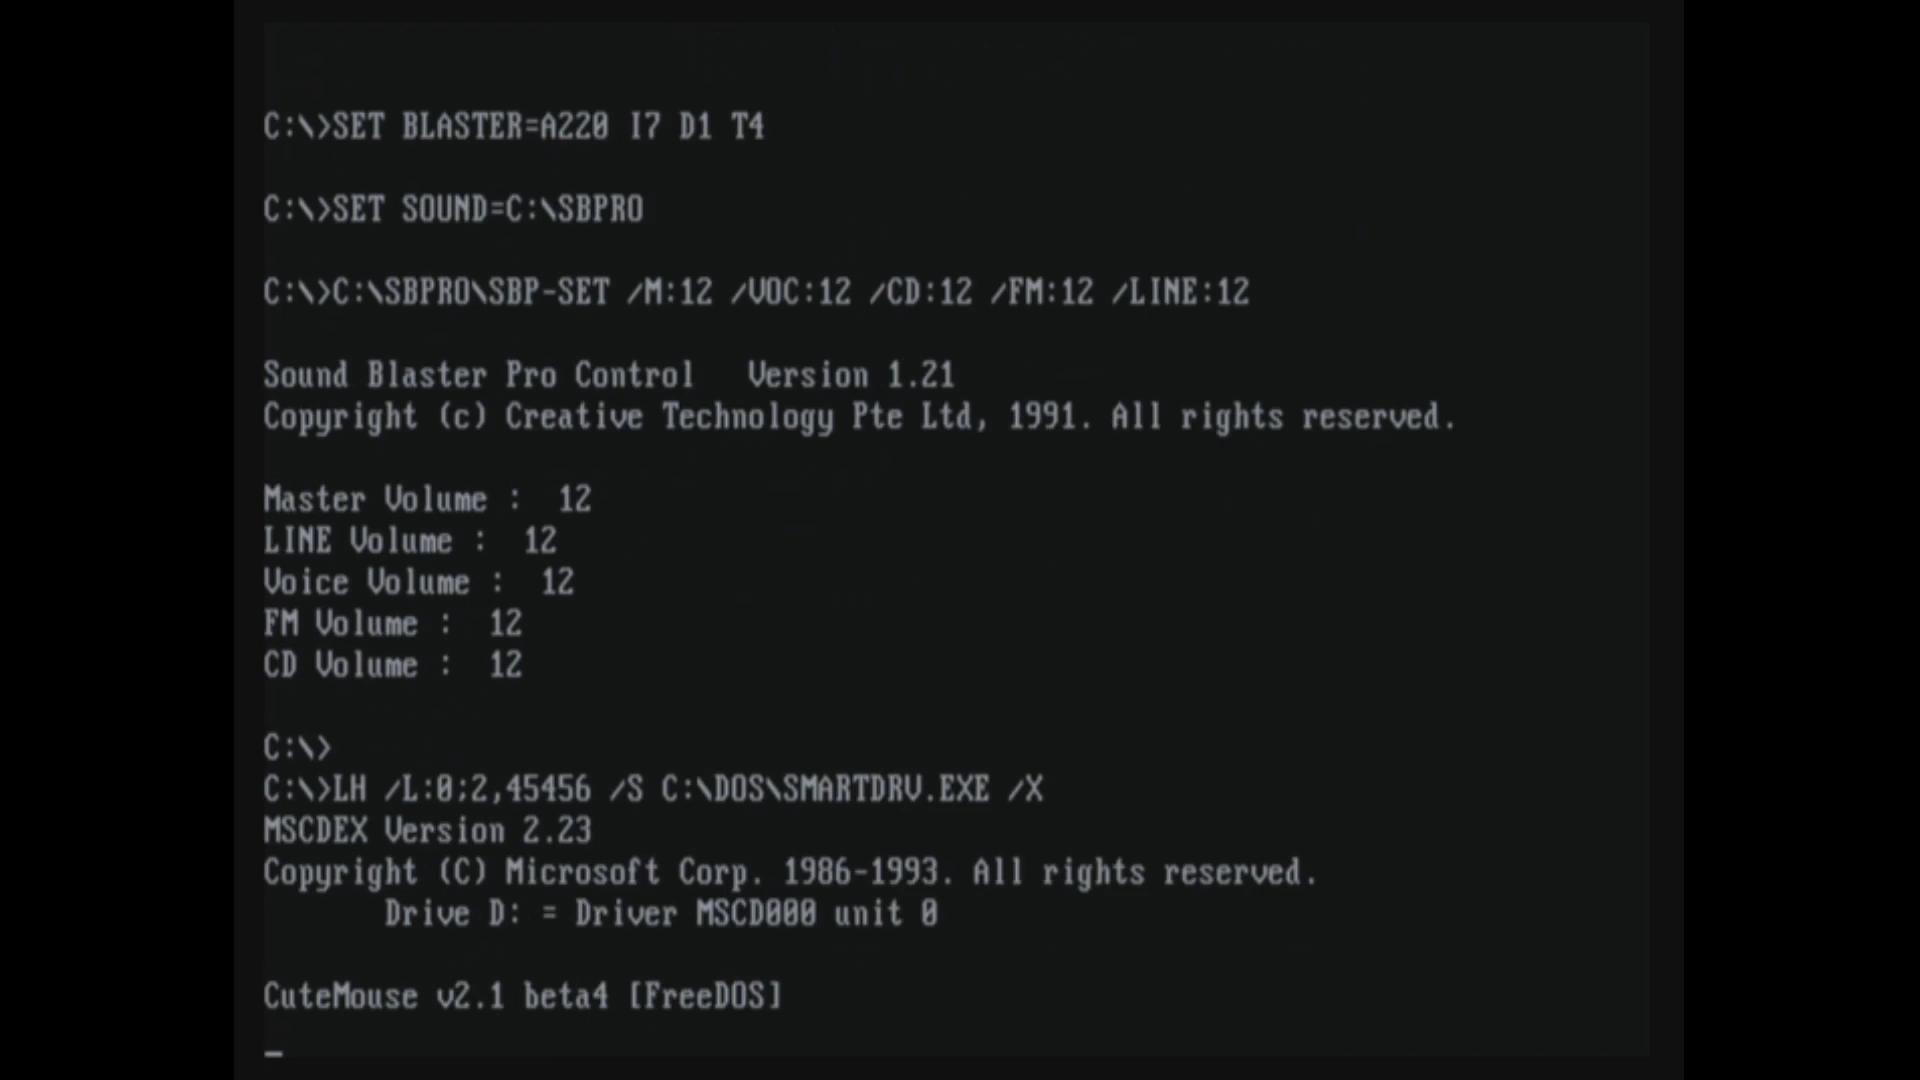 C:\>SET BLASTER=A220 I7 D1 T4
C:\>SET SOUND=C:\SBPRO
C:\>C:\SBPRO\SBP-SET /M:12 /VOC:12 /CD:12 /FM:12 /LINE:12
Sound Blaster Pro Control   Version 1.21
Copyright (c) Creative Technology Pte Ltd, 1991. All rights reserved.
Master Volume :  12
LINE Volume :  12
Voice Volume :  12
FM Volume :  12
CD Volume :  12
C:\>
C:\>LH /L:0;2,45456 /S C:\DOS\SMARTDRV.EXE /X
MSCDEX Version 2.23
Copyright (C) Microsoft Corp. 1986-1993. All rights reserved.
       Drive D: = Driver MSCD000 unit 0
CuteMouse v2.1 beta4 [FreeDOS]
_